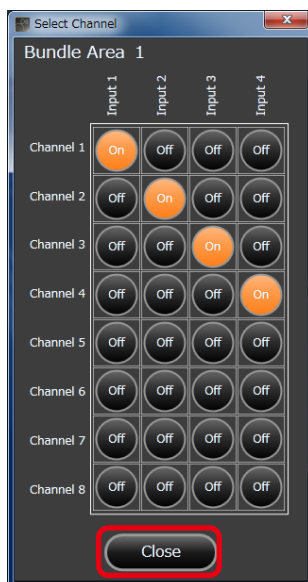 Select Channel
Bundle Area 1
Input 1 Input 2 Input 3 Input 4
Channel 1 On Off Off Off
Channel 2 Off On Off Off
Channel 3 Off Off On Off
Channel 4 Off Off Off On
Channel 5 Off Off Off Off
Channel 6 Off Off Off Off
Channel 7 Off Off Off Off
Channel 8 Off Off Off Off
Close